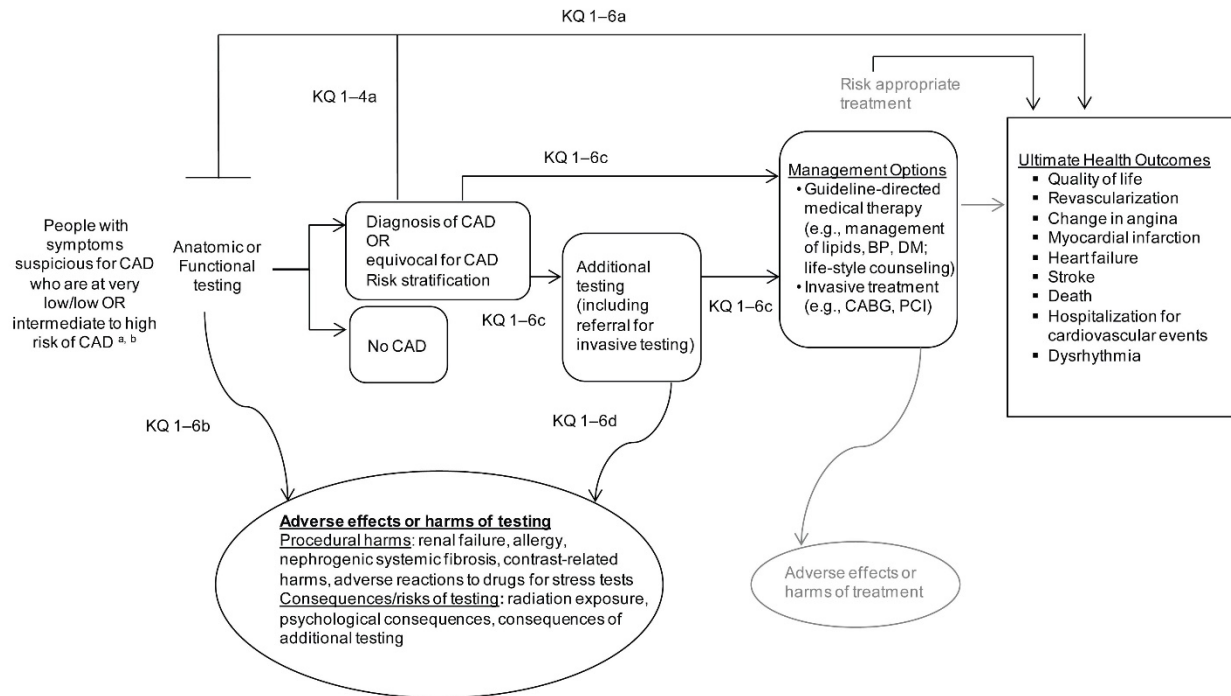 KQ 1–6a
KQ 1–4a
Risk appropriate
treatment
KQ 1–6c
People with
symptoms
suspicious for CAD
who are at very
low/low OR
intermediate to high
risk of CAD a, b
Anatomic or
Functional
testing
Diagnosis of CAD
OR
equivocal for CAD
Risk stratification
No CAD
KQ 1–6c
Additional
testing
(including
referral for
invasive testing)
KQ 1–6c
Management Options
• Guideline-directed
medical therapy
(e.g., management
of lipids, BP, DM;
life-style counseling)
• Invasive treatment
(e.g., CABG, PCI)
Ultimate Health Outcomes
▪ Quality of life
▪ Revascularization
▪ Change in angina
▪ Myocardial infarction
▪ Heart failure
▪ Stroke
▪ Death
▪ Hospitalization for
cardiovascular events
▪ Dysrhythmia
KQ 1–6b
KQ 1–6d
Adverse effects or harms of testing
Procedural harms: renal failure, allergy,
nephrogenic systemic fibrosis, contrast-related
harms, adverse reactions to drugs for stress tests
Consequences/risks of testing: radiation exposure,
psychological consequences, consequences of
additional testing
Adverse effects or
harms of treatment